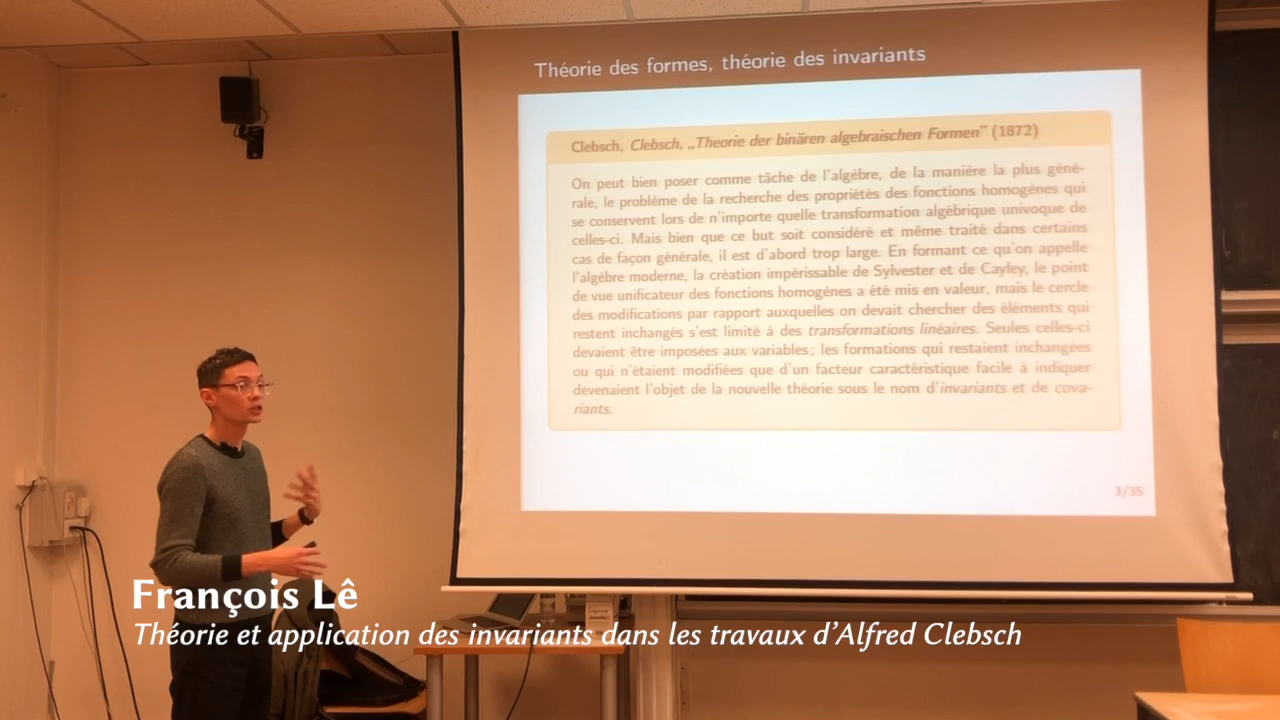 Théorie des formes, théorie des invariants
Clebsch, Clebsch, „Theorie der binären algebraischen Formen” (1872)
On peut bien poser comme tâche de l'algèbre, de la manière la plus géné-
rale, le problème de la recherche des propriétés des fonctions homogènes qui
se conservent lors de n'importe quelle transformation algébrique univoque de
celles-ci. Mais bien que ce but soit considéré et même traité dans certains
cas de façon générale, il est d'abord trop large. En formant ce qu'on appelle
l'algèbre moderne, la création impérissable de Sylvester et de Cayley, le point
de vue unificateur des fonctions homogènes a été mis en valeur, mais le cercle
des modifications par rapport auxquelles on devait chercher des éléments qui
restent inchangés s'est limité à des transformations linéaires. Seules celles-ci
devaient être imposées aux variables; les formations qui restaient inchangées
ou qui n'étaient modifiées que d'un facteur caractéristique facile à indiquer
devenaient l'objet de la nouvelle théorie sous le nom d'invariants et de cova-
riants.
3/35
François Lê
Théorie et application des invariants dans les travaux d'Alfred Clebsch